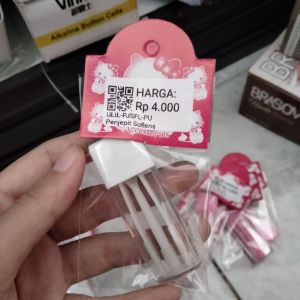 Alkaline Button Cells
HARGA:
Rp 4.000
ULIL-PJSFL-PU
Penjepit Softlens
BRASOV